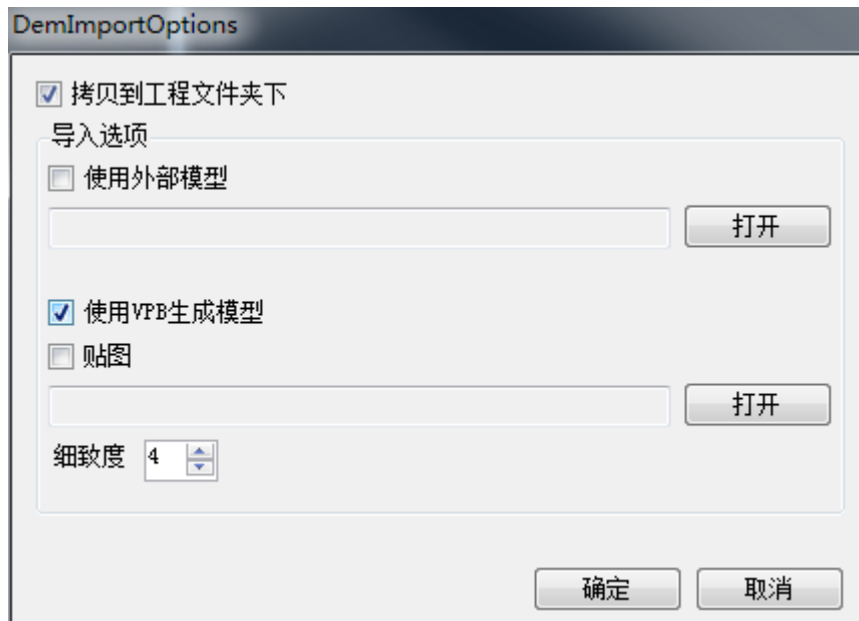 DemImportOptions
拷贝到工程文件夹下
导入选项
使用外部模型
打开
使用VPB生成模型
贴图
打开
细致度 4
确定 取消